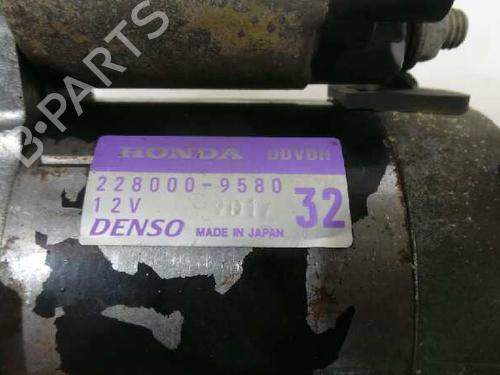 B-PARTS
HONDA DDVDH
228000-9580
12V 32
DENSO MADE IN JAPAN